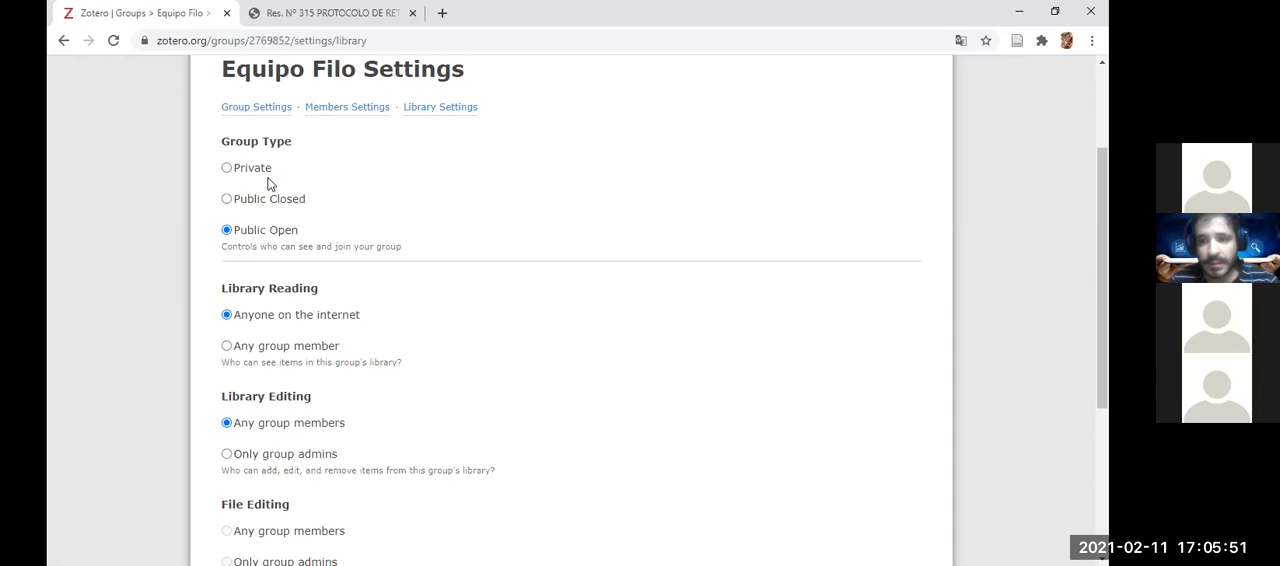 Zotero | Groups > Equipo Filo >
Res. Nº 315 PROTOCOLO DE RET
zotero.org/groups/2769852/settings/library
Equipo Filo Settings
Group Settings · Members Settings · Library Settings
Group Type
Private
Public Closed
Public Open
Controls who can see and join your group
Library Reading
Anyone on the internet
Any group member
Who can see items in this group's library?
Library Editing
Any group members
Only group admins
Who can add, edit, and remove items from this group's library?
File Editing
Any group members
Only group admins
2021-02-11 17:05:51